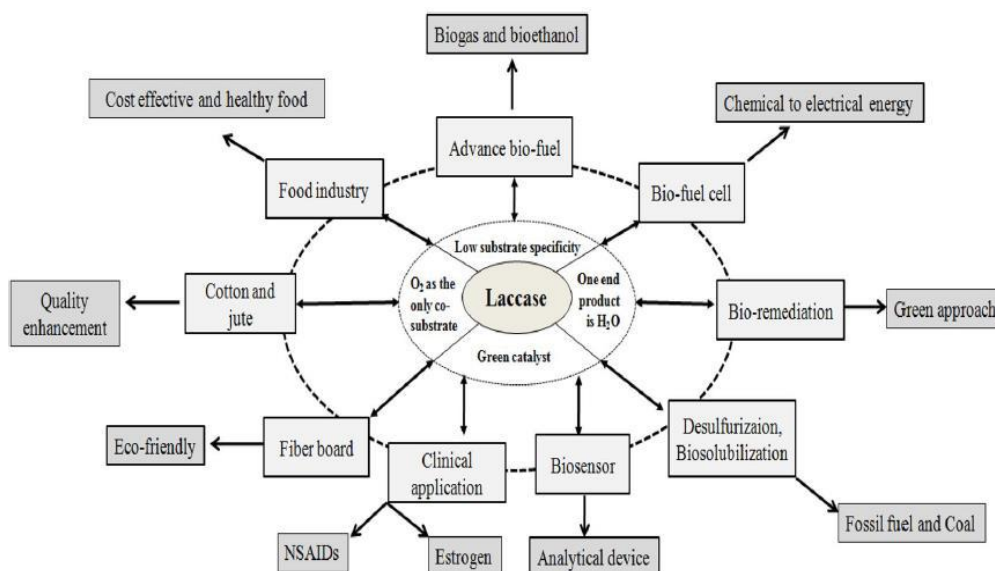 Biogas and bioethanol
Cost effective and healthy food
Chemical to electrical energy
Advance bio-fuel
Food industry
Bio-fuel cell
Low substrate specificity
O₂ as the
only co-
substrate
Laccase
One end
product
is H₂O
Green catalyst
Quality
enhancement
Cotton and
jute
Bio-remediation
Green approach
Eco-friendly
Fiber board
Clinical
application
Biosensor
Desulfurizaion,
Biosolubilization
NSAIDs
Estrogen
Analytical device
Fossil fuel and Coal